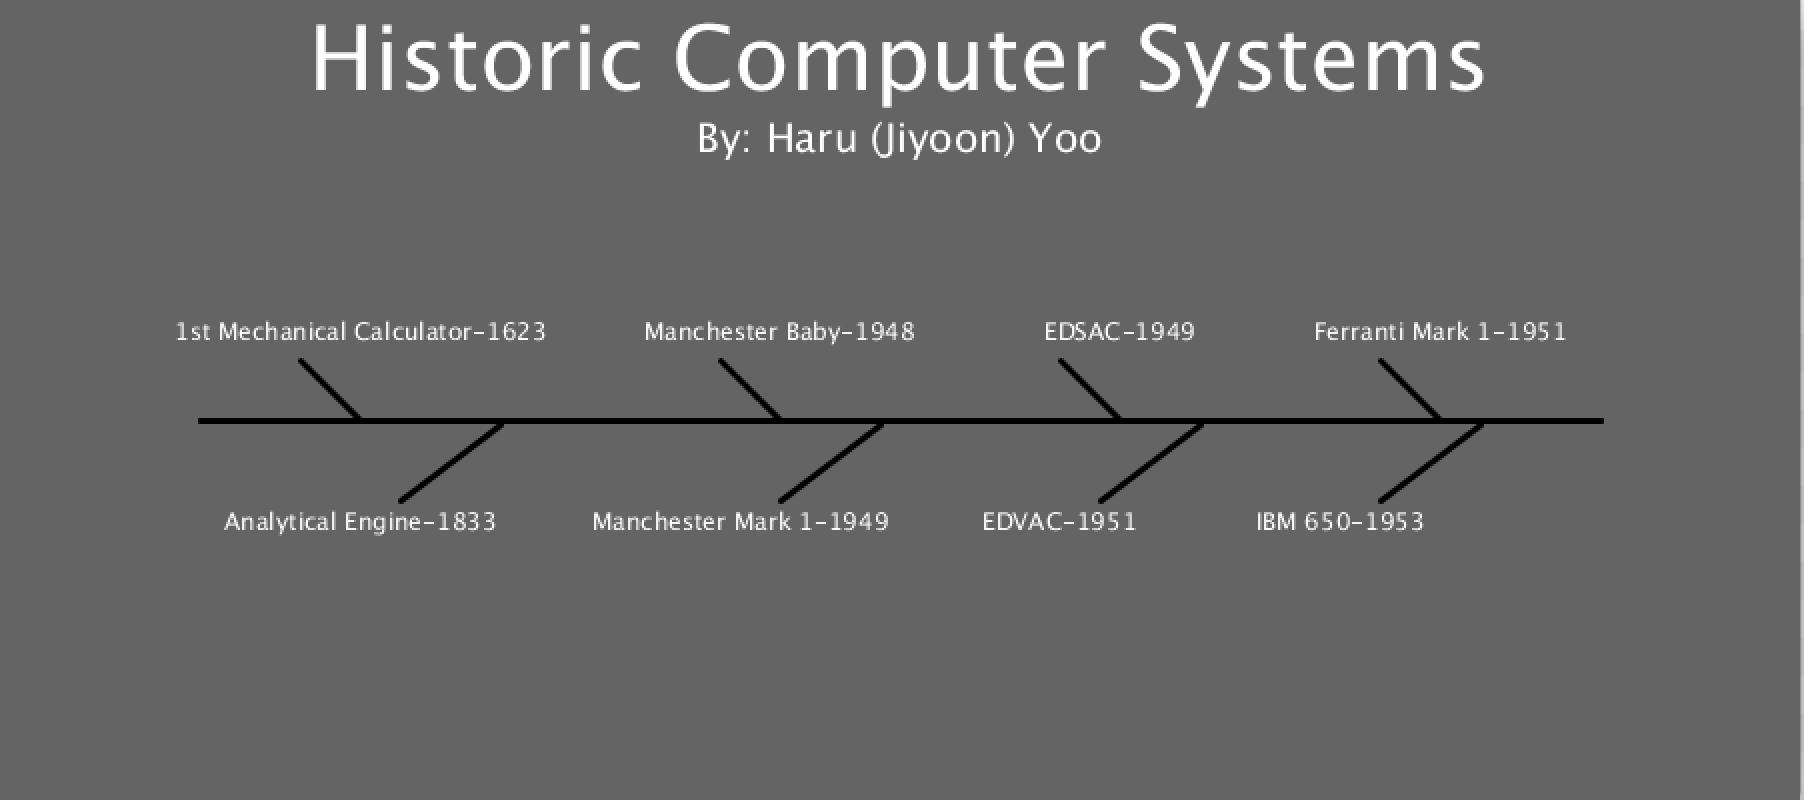 Historic Computer Systems
By: Haru (Jiyoon) Yoo
1st Mechanical Calculator-1623
Manchester Baby-1948
EDSAC-1949
Ferranti Mark 1-1951
Analytical Engine-1833
Manchester Mark 1-1949
EDVAC-1951
IBM 650-1953